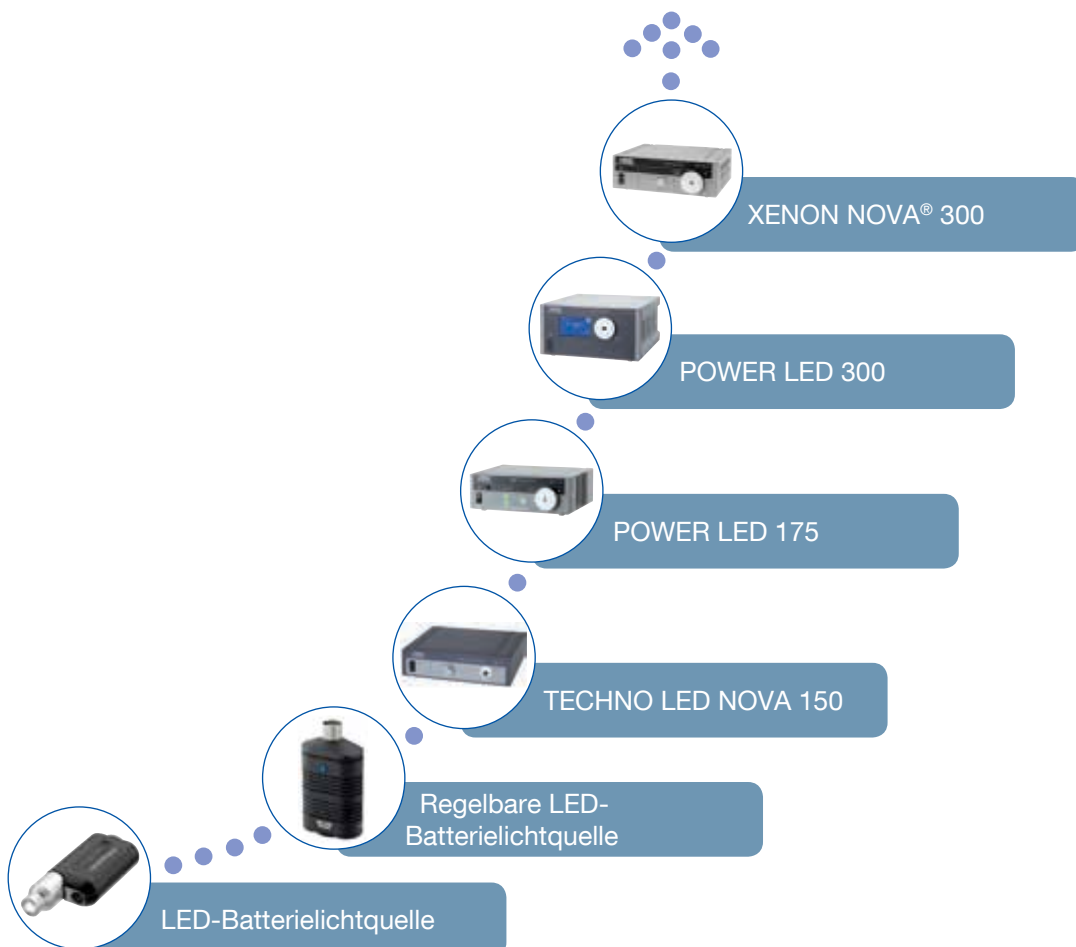 XENON NOVA® 300
POWER LED 300
POWER LED 175
TECHNO LED NOVA 150
Regelbare LED-
Batterielichtquelle
LED-Batterielichtquelle